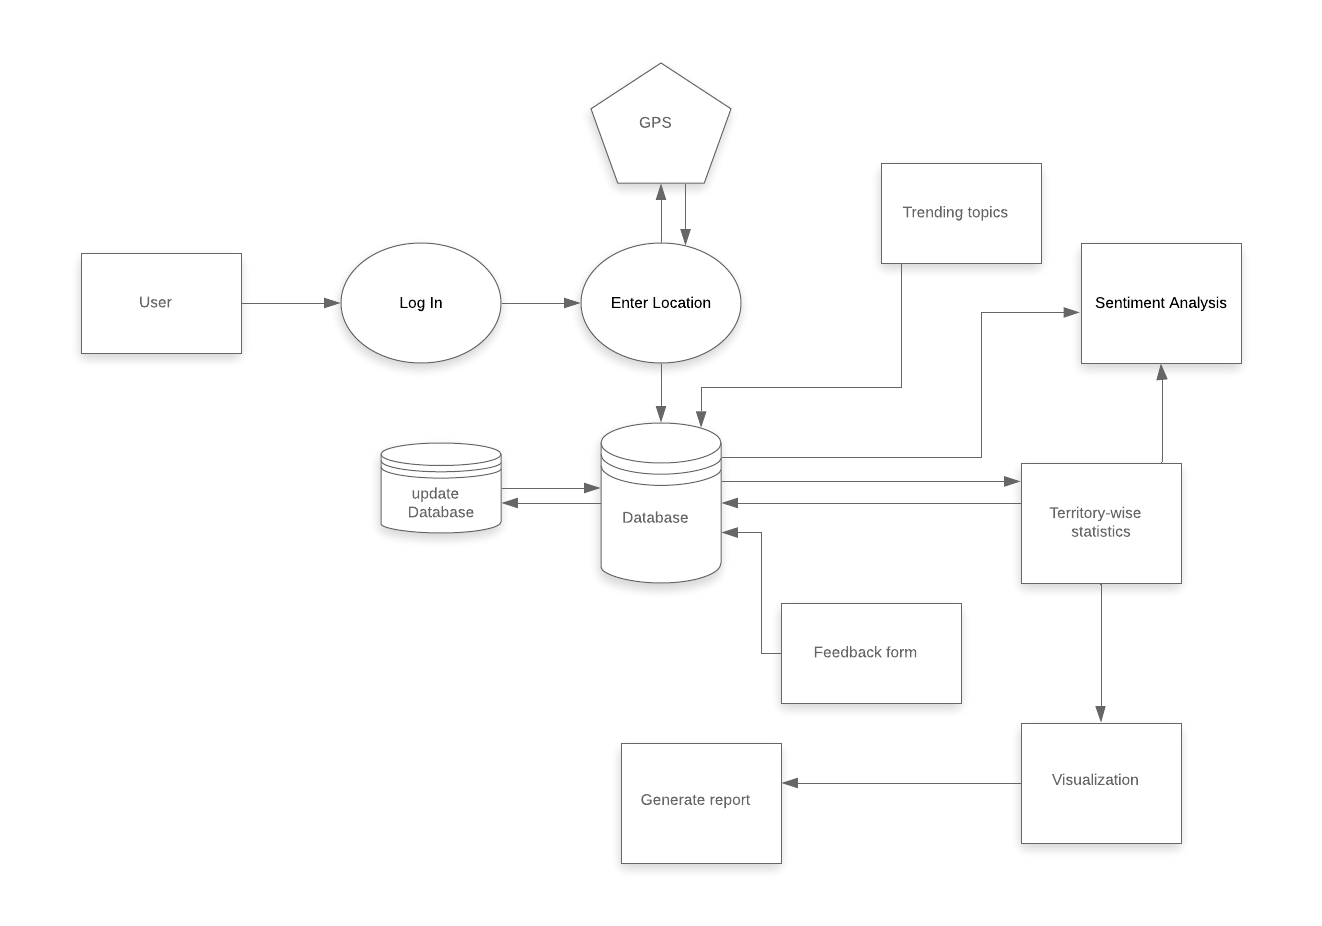 GPS
Trending topics
User
Log In
Enter Location
Sentiment Analysis
update
Database
Database
Territory-wise
statistics
Feedback form
Generate report
Visualization